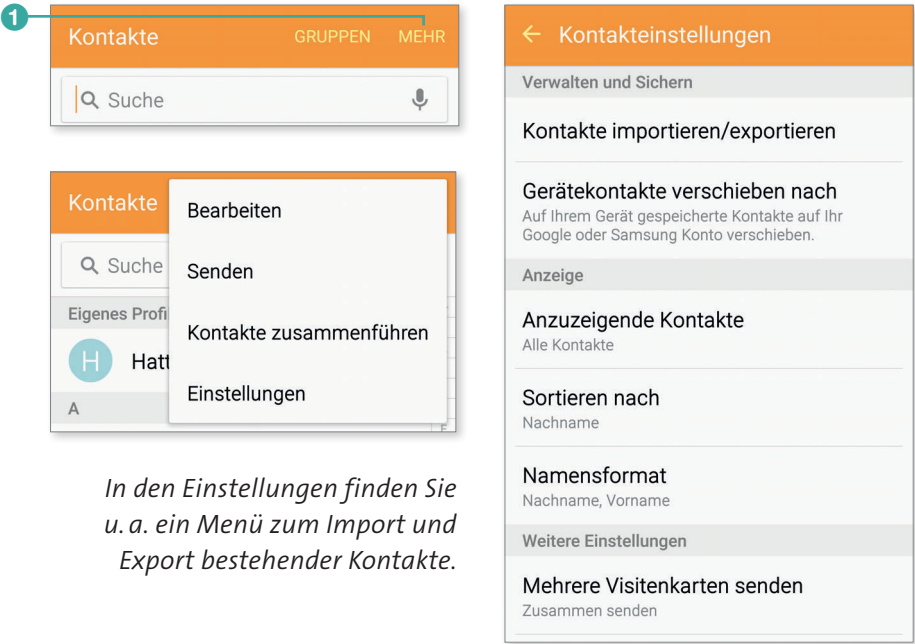 1
Kontakte GRUPPEN MEHR
Suche
Kontakte
Bearbeiten
Suche
Senden
Eigenes Profi
Kontakte zusammenführen
H Hatt
Einstellungen
A
In den Einstellungen finden Sie
u. a. ein Menü zum Import und
Export bestehender Kontakte.
Kontakteinstellungen
Verwalten und Sichern
Kontakte importieren/exportieren
Gerätekontakte verschieben nach
Auf Ihrem Gerät gespeicherte Kontakte auf Ihr
Google oder Samsung Konto verschieben.
Anzeige
Anzuzeigende Kontakte
Alle Kontakte
Sortieren nach
Nachname
Namensformat
Nachname, Vorname
Weitere Einstellungen
Mehrere Visitenkarten senden
Zusammen senden